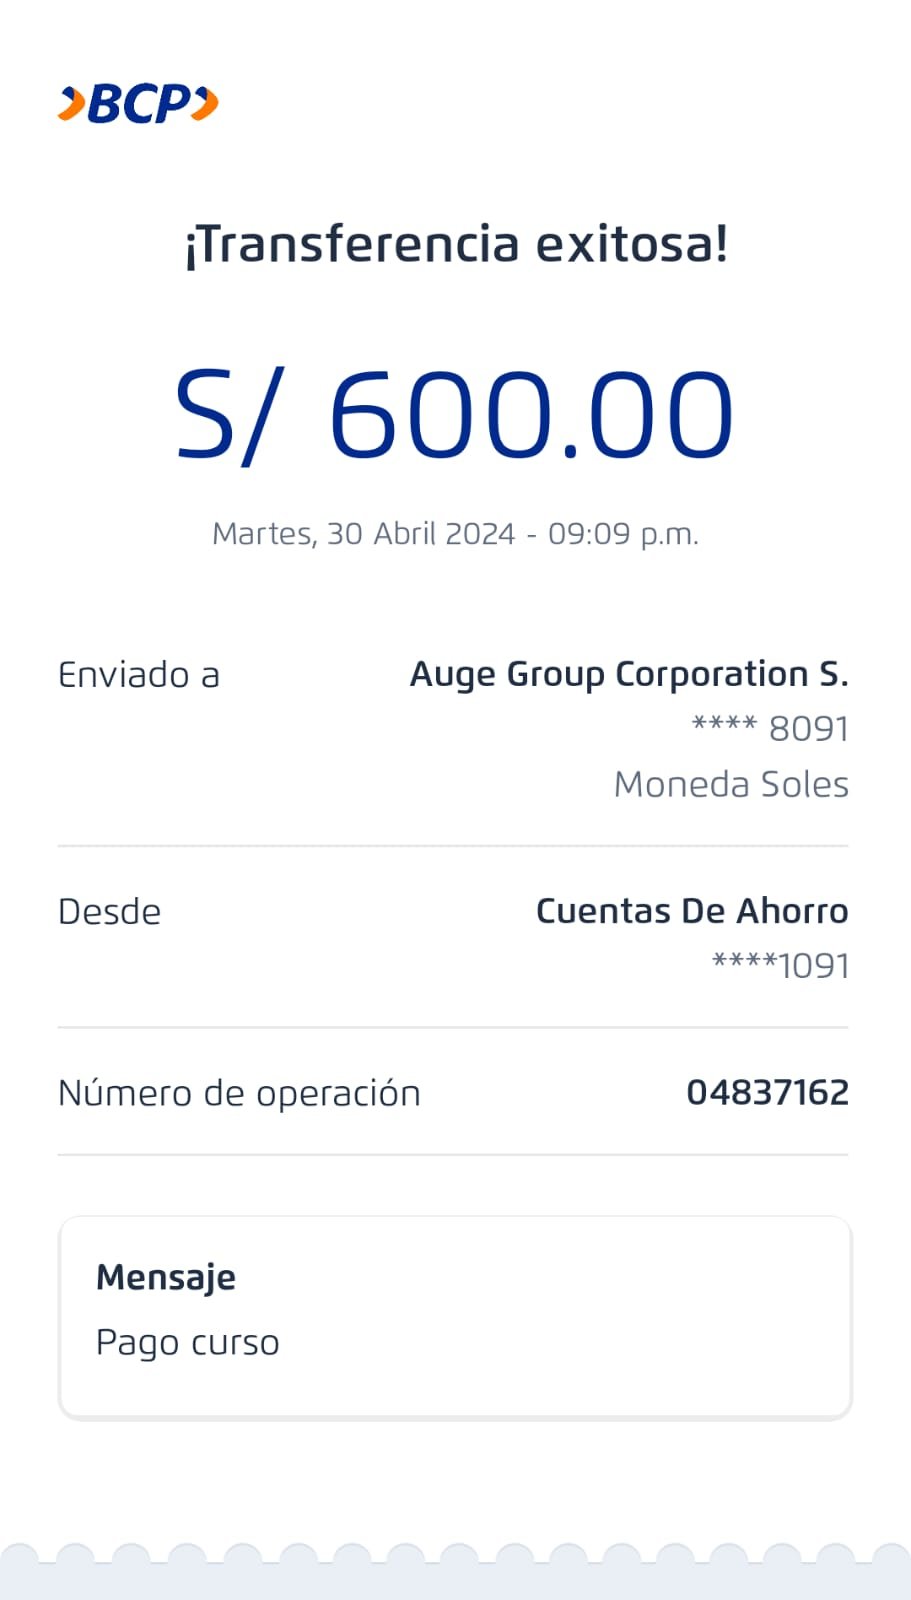 BCP
¡Transferencia exitosa!
S/ 600.00
Martes, 30 Abril 2024 - 09:09 p.m.
Enviado a Auge Group Corporation S.
**** 8091
Moneda Soles
Desde Cuentas De Ahorro
****1091
Número de operación 04837162
Mensaje
Pago curso